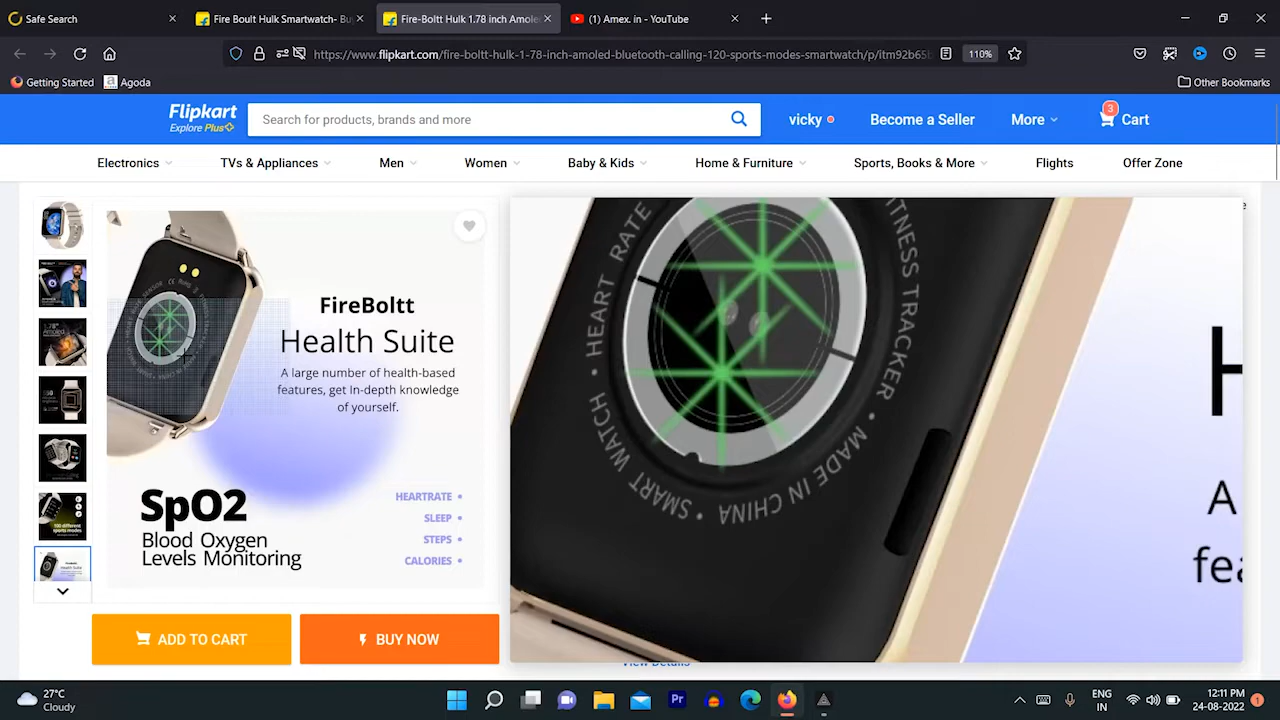 Safe Search
Fire Boult Hulk Smartwatch- Bu
Fire-Boltt Hulk 1.78 inch Amole
(1) Amex. in - YouTube
https://www.flipkart.com/fire-boltt-hulk-1-78-inch-amoled-bluetooth-calling-120-sports-modes-smartwatch/p/itm92b65b
110%
Getting Started
Agoda
Other Bookmarks
Flipkart
Explore Plus
Search for products, brands and more
vicky
Become a Seller
More
3
Cart
Electronics
TVs & Appliances
Men
Women
Baby & Kids
Home & Furniture
Sports, Books & More
Flights
Offer Zone
FireBoltt
Health Suite
A large number of health-based
features, get In-depth knowledge
of yourself.
SpO2
Blood Oxygen
Levels Monitoring
HEARTRATE •
SLEEP •
STEPS •
CALORIES •
• HEART RATE
ITNESS TRACKER •
MADE IN CHINA •
SMART WATCH
H
A
fea
ADD TO CART
BUY NOW
View Details
27°C
Cloudy
Pr
ENG
IN
12:11 PM
24-08-2022
1